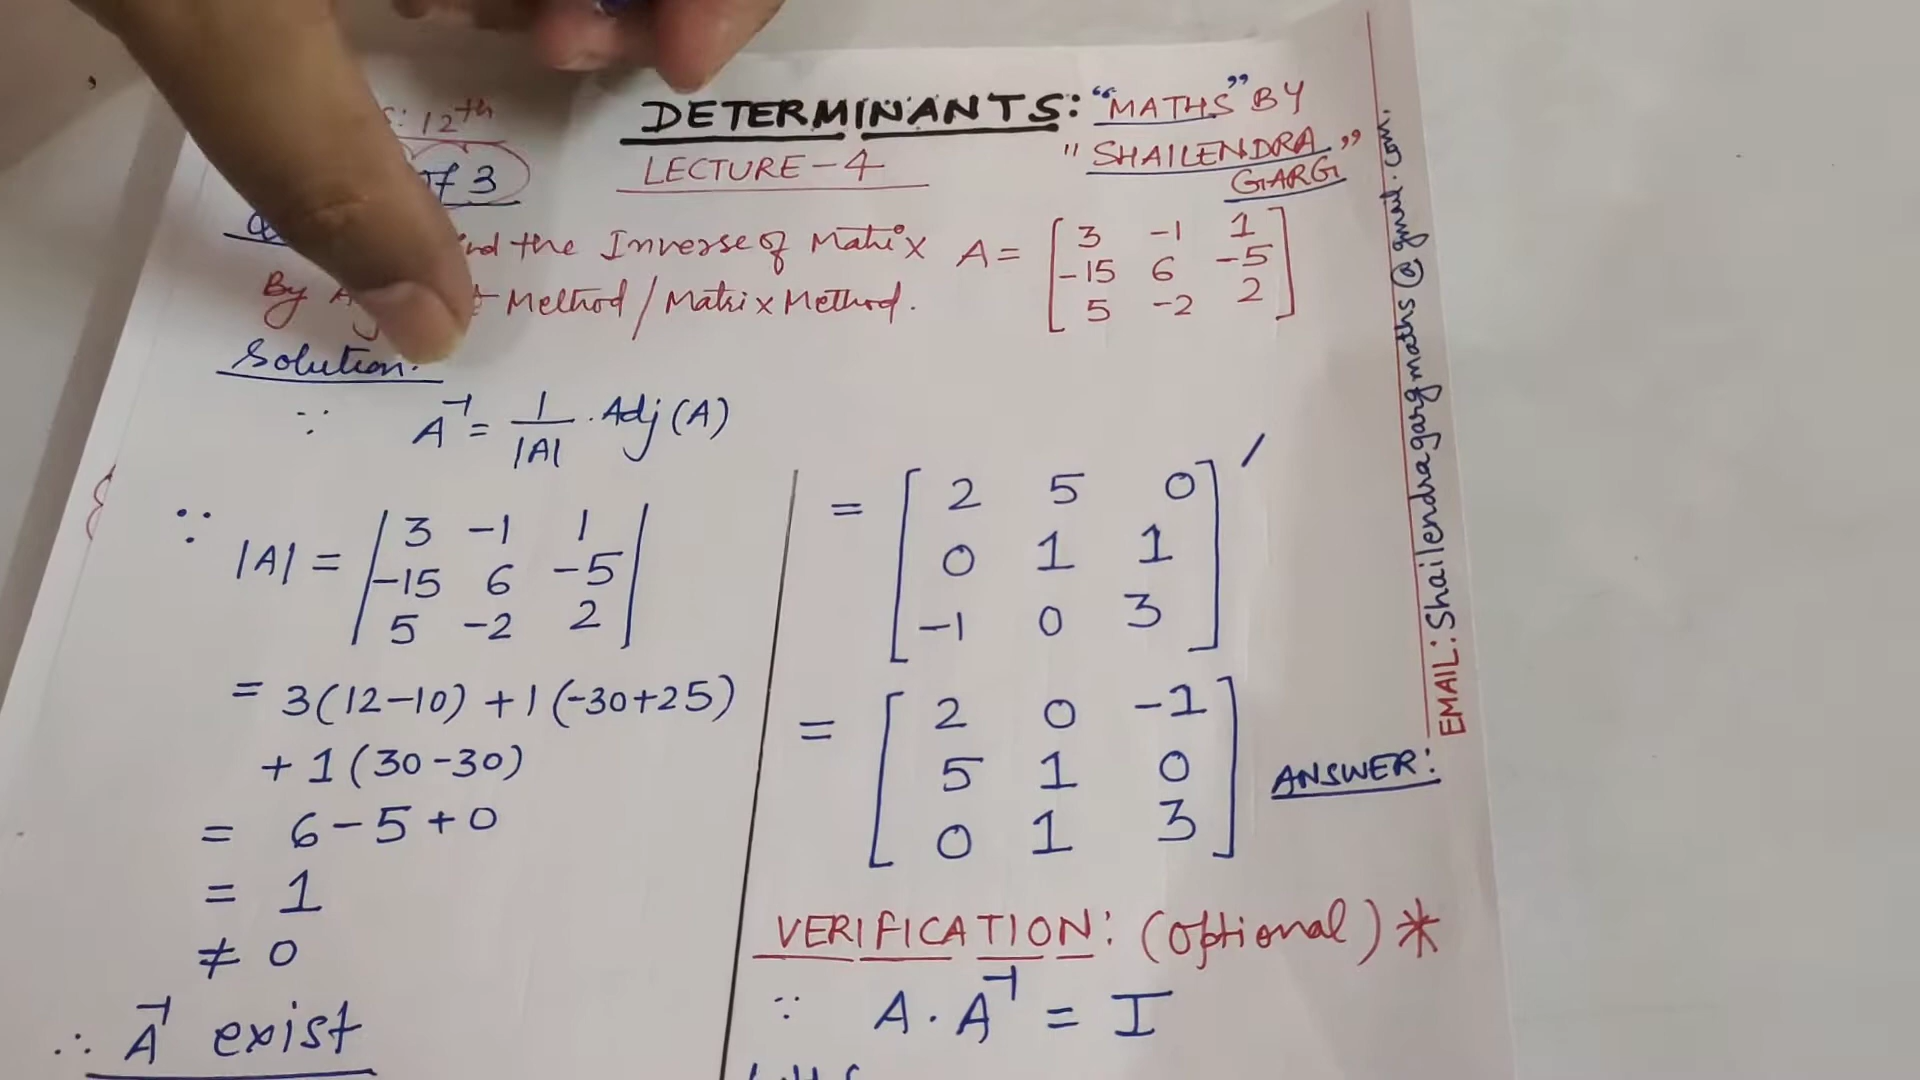 12th
DETERMINANTS: "MATHS" BY
of 3
LECTURE-4
"SHAILENDRA GARG"
the Inverse of Matrix A = [3 -1 1
-15 6 -5
5 -2 2]
By Method / Matrix Method.
Solution:
∵ A⁻¹ = 1/|A| . Adj (A)
∵ |A| = |3 -1 1
-15 6 -5
5 -2 2|
= 3(12-10) +1(-30+25)
+ 1(30-30)
= 6-5+0
= 1
≠ 0
∴ A⁻¹ exist
= [2 5 0
0 1 1
-1 0 3]′
= [2 0 -1
5 1 0
0 1 3] ANSWER:
VERIFICATION: (optional) *
∵ A. A⁻¹ = I
EMAIL: Shailendragargmaths@gmail.com.